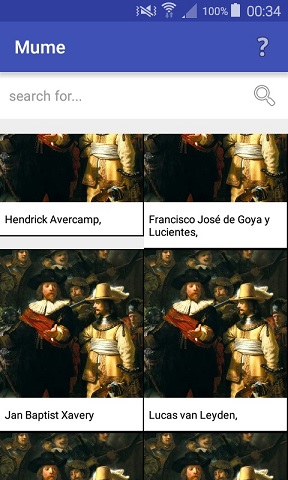 100% 00:34
Mume ?
search for...
Hendrick Avercamp,
Francisco José de Goya y
Lucientes,
Jan Baptist Xavery
Lucas van Leyden,